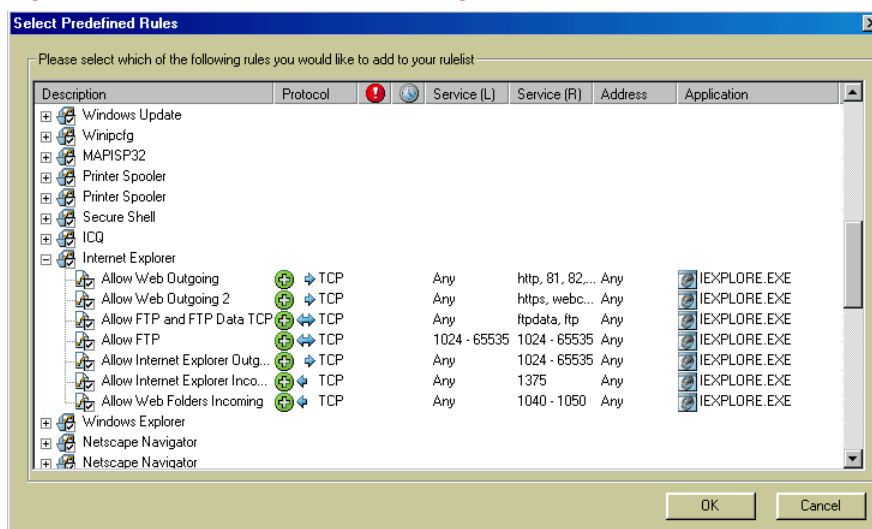 Select Predefined Rules
Please select which of the following rules you would like to add to your rulelist
Description Protocol Service (L) Service (R) Address Application
Windows Update
Winipcfg
MAPISP32
Printer Spooler
Printer Spooler
Secure Shell
ICQ
Internet Explorer
Allow Web Outgoing TCP Any http, 81, 82,... Any IEXPLORE.EXE
Allow Web Outgoing 2 TCP Any https, webc... Any IEXPLORE.EXE
Allow FTP and FTP Data TCP TCP Any ftpdata, ftp Any IEXPLORE.EXE
Allow FTP TCP 1024 - 65535 1024 - 65535 Any IEXPLORE.EXE
Allow Internet Explorer Outg... TCP Any 1024 - 65535 Any IEXPLORE.EXE
Allow Internet Explorer Inco... TCP Any 1375 Any IEXPLORE.EXE
Allow Web Folders Incoming TCP Any 1040 - 1050 Any IEXPLORE.EXE
Windows Explorer
Netscape Navigator
Netscape Navigator
OK Cancel